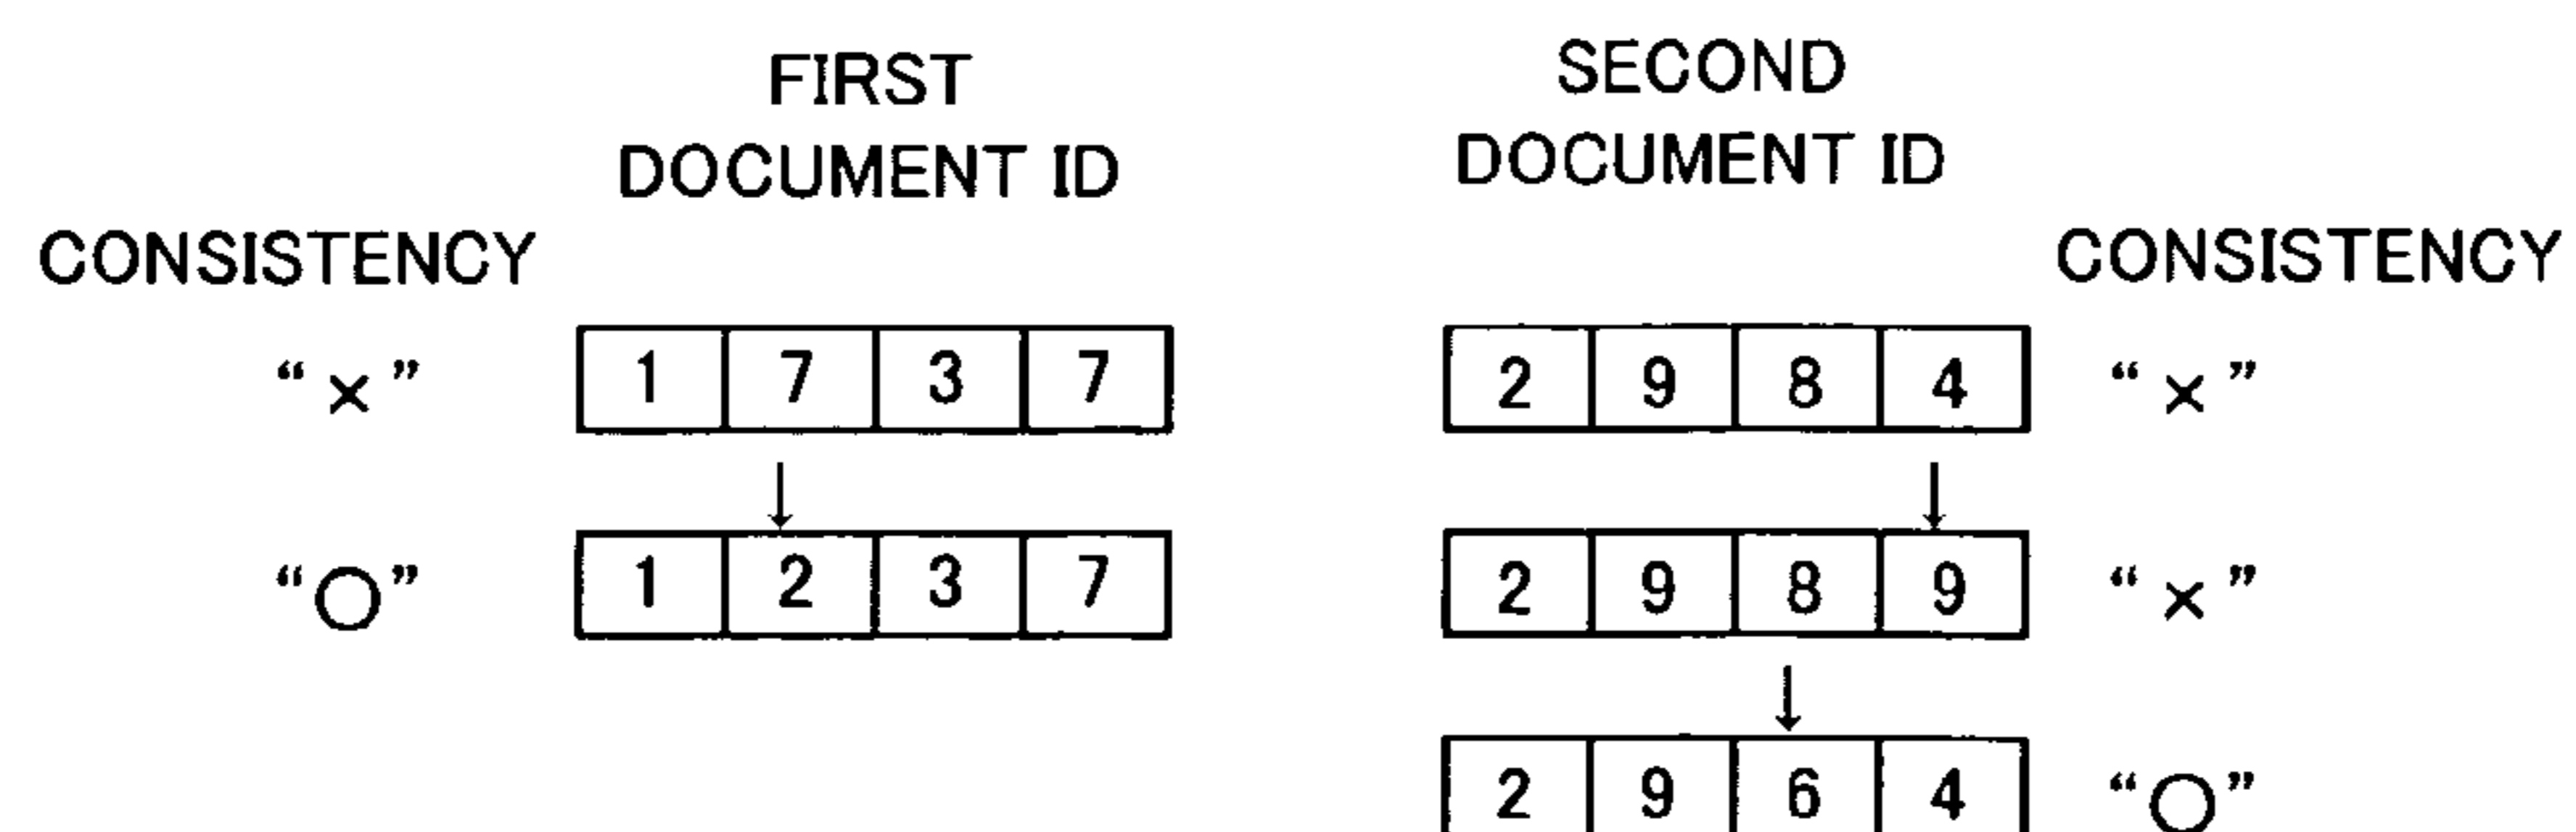 FIRST
DOCUMENT ID
SECOND
DOCUMENT ID
CONSISTENCY
CONSISTENCY
“×” 1 7 3 7
2 9 8 4 “×”
↓
↓
“○” 1 2 3 7
2 9 8 9 “×”
↓
2 9 6 4 “○”